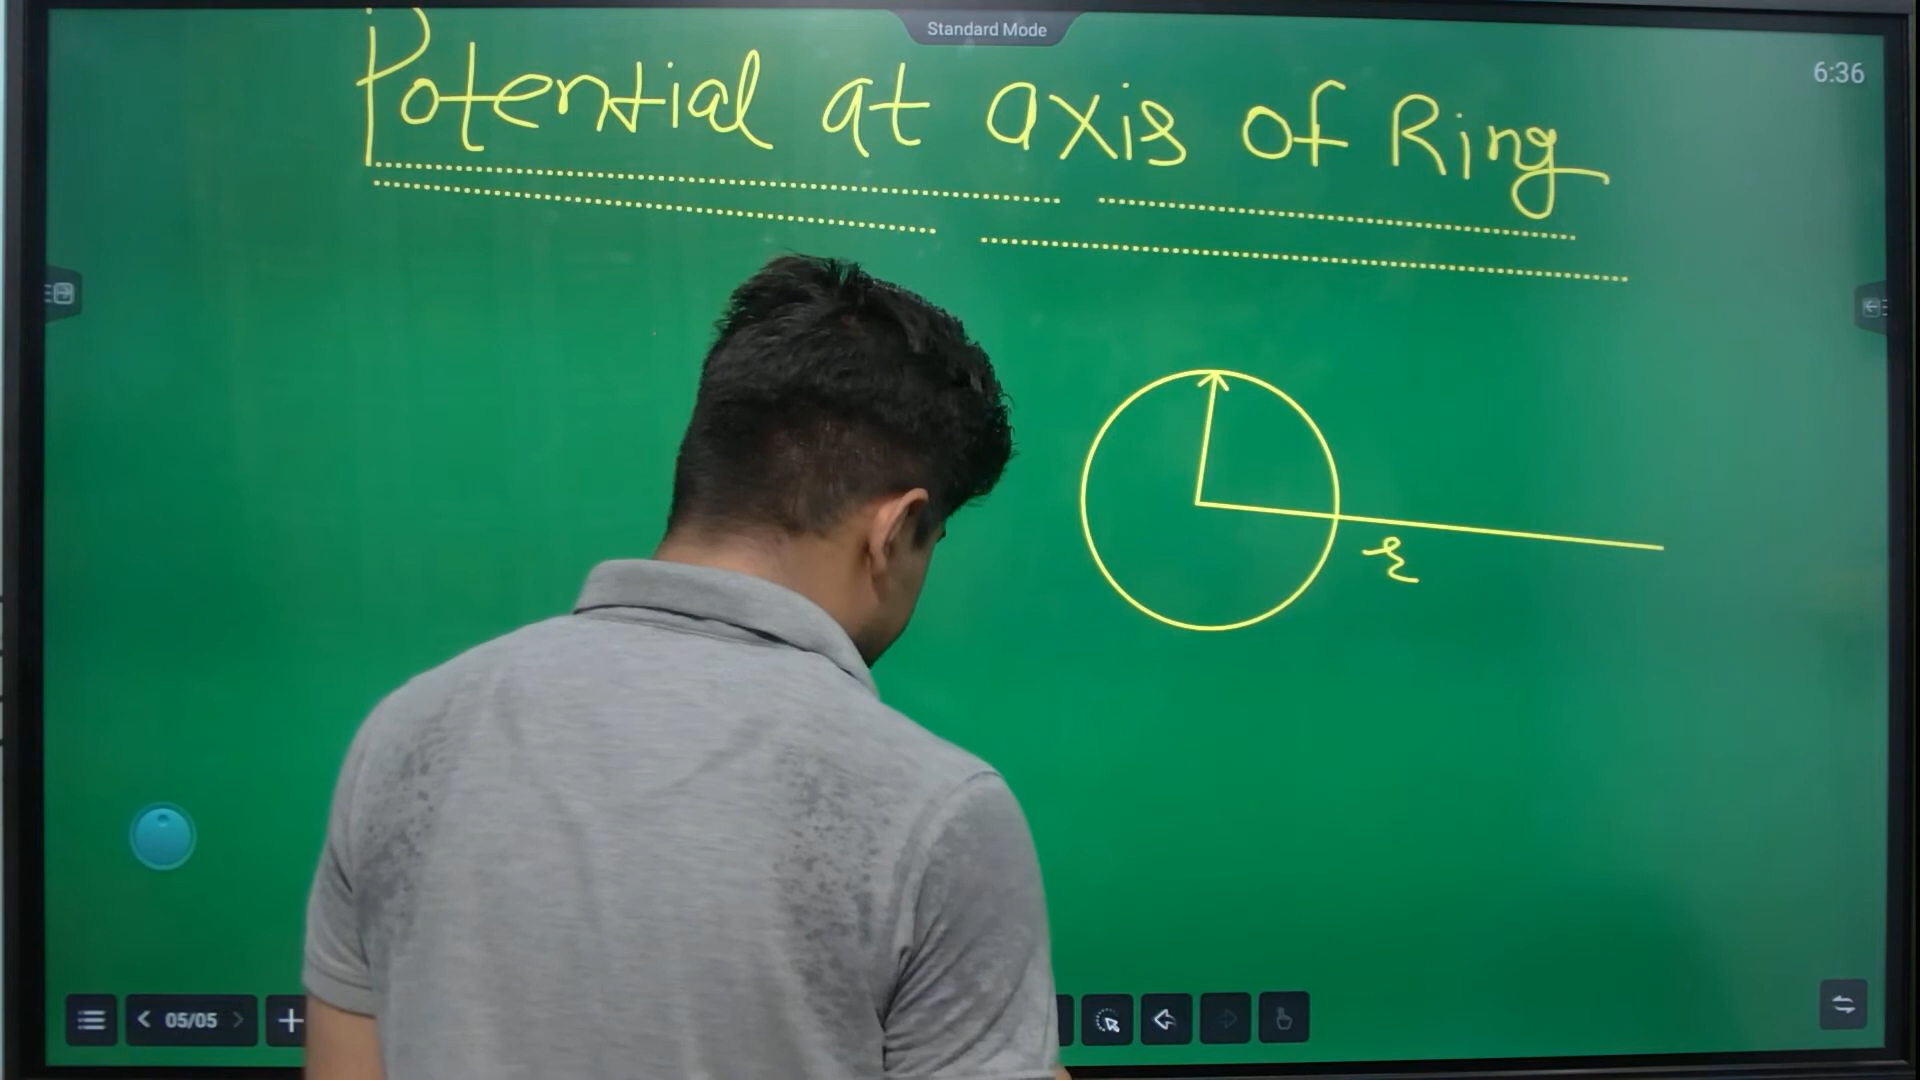 Standard Mode
6:36
Potential at axis of Ring
05/05